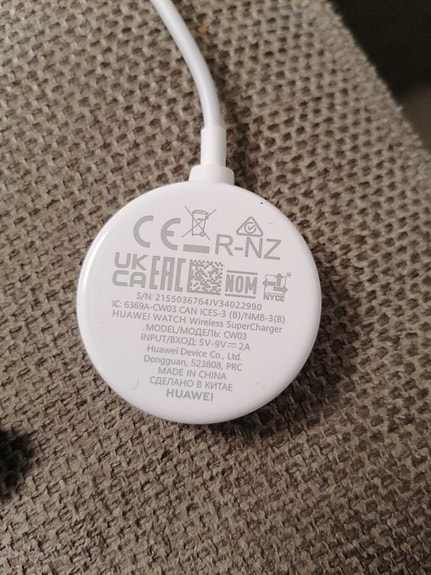 CE R-NZ
UK CA EAC NOM NYCE
S/N: 2155036764JV34022990
IC: 6369A-CW03 CAN ICES-3 (B)/NMB-3(B)
HUAWEI WATCH Wireless SuperCharger
MODEL/МОДЕЛЬ: CW03
INPUT/ВХОД: 5V-9V⎓2A
Huawei Device Co., Ltd.
Dongguan, 523808, PRC
MADE IN CHINA
СДЕЛАНО В КИТАЕ
HUAWEI